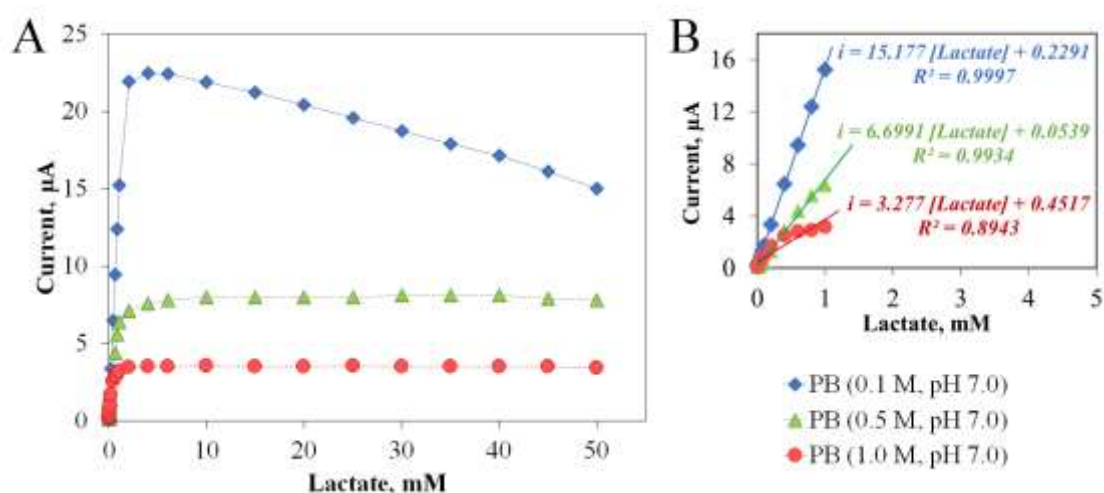 A
25
20
15
10
5
0
Current, µA
0 10 20 30 40 50
Lactate, mM
B
16
12
8
4
0
Current, µA
i = 15.177 [Lactate] + 0.2291
R² = 0.9997
i = 6.6991 [Lactate] + 0.0539
R² = 0.9934
i = 3.277 [Lactate] + 0.4517
R² = 0.8943
0 1 2 3 4 5
Lactate, mM
PB (0.1 M, pH 7.0)
PB (0.5 M, pH 7.0)
PB (1.0 M, pH 7.0)